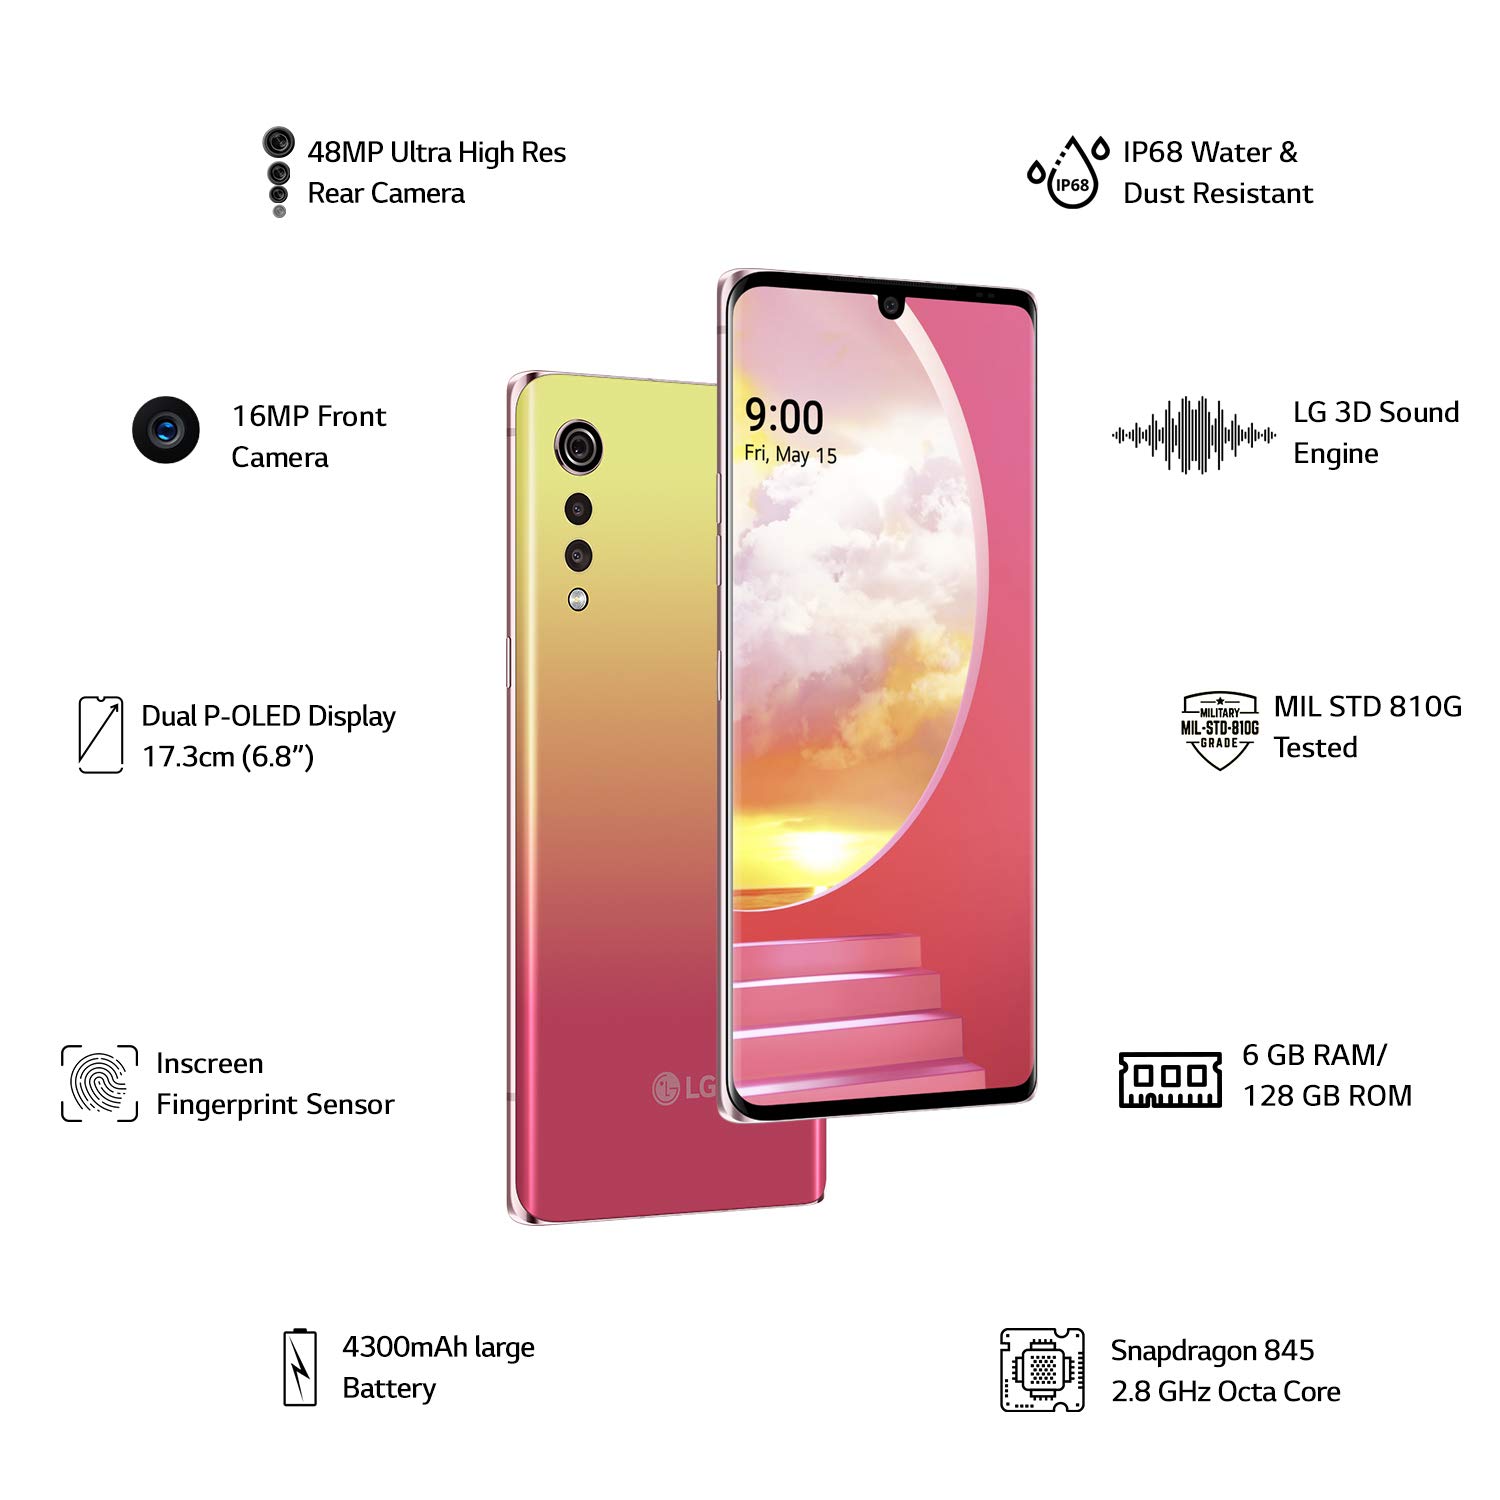 48MP Ultra High Res
Rear Camera
IP68
IP68 Water &
Dust Resistant
16MP Front
Camera
9:00
Fri, May 15
LG 3D Sound
Engine
Dual P-OLED Display
17.3cm (6.8”)
MILITARY
MIL-STD-810G
GRADE
MIL STD 810G
Tested
Inscreen
Fingerprint Sensor
LG
6 GB RAM/
128 GB ROM
4300mAh large
Battery
Snapdragon 845
2.8 GHz Octa Core